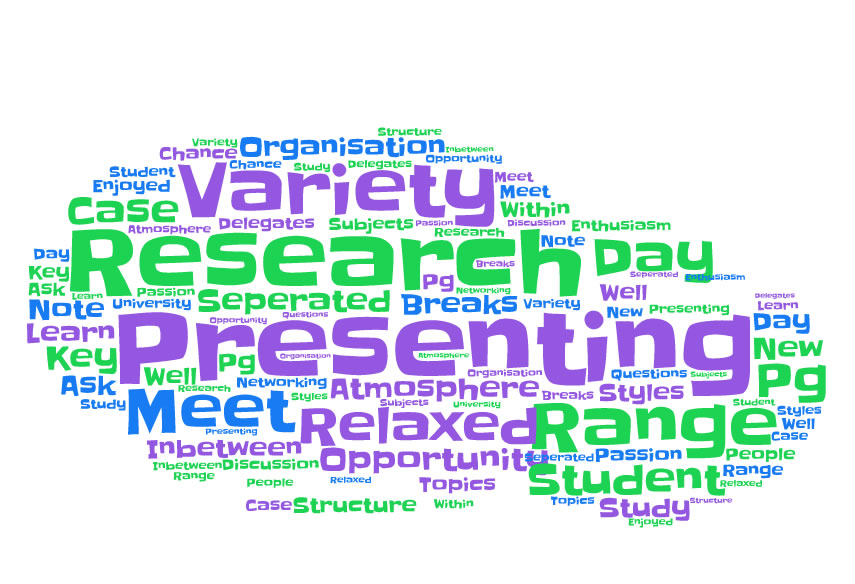 Structure
Variety Organisation Inbetween
Chance Chance Study Delegates Opportunity
Student Variety Meet
Enjoyed Meet
Case Within
Atmosphere Delegates Subjects Passion Discussion Enthusiasm
Research Research Note Day
Day Breaks
Key Pg Seperated Enthusiasm
Ask Learn Passion Networking Well
Note University Seperated Breaks Variety Delegates
Learn Opportunity Questions New Presenting Learn
Presenting Day
Key Pg Organisation Atmosphere New
Well Organisation Questions Subjects Pg
Ask Research Networking Atmosphere Breaks Styles
Study Meet Styles Subjects University Student Styles
Presenting Relaxed Range Well
Inbetween Case
Inbetween Discussion Opportunity Seperated Passion People
Range Student Range
People Relaxed Topics Relaxed
Case Structure Within Topics Study Structure
Enjoyed